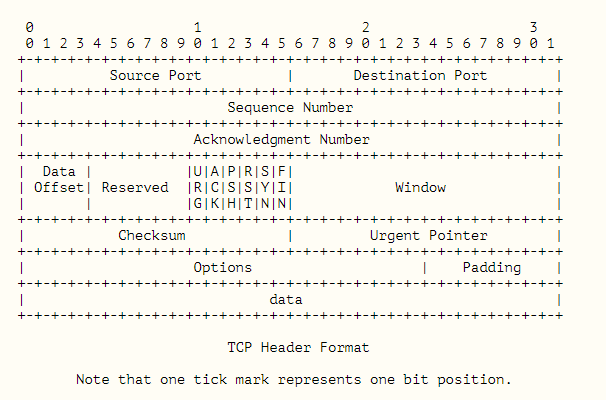 0                   1                   2                   3
 0 1 2 3 4 5 6 7 8 9 0 1 2 3 4 5 6 7 8 9 0 1 2 3 4 5 6 7 8 9 0 1
+-+-+-+-+-+-+-+-+-+-+-+-+-+-+-+-+-+-+-+-+-+-+-+-+-+-+-+-+-+-+-+-+
|          Source Port          |       Destination Port        |
+-+-+-+-+-+-+-+-+-+-+-+-+-+-+-+-+-+-+-+-+-+-+-+-+-+-+-+-+-+-+-+-+
|                        Sequence Number                        |
+-+-+-+-+-+-+-+-+-+-+-+-+-+-+-+-+-+-+-+-+-+-+-+-+-+-+-+-+-+-+-+-+
|                    Acknowledgment Number                      |
+-+-+-+-+-+-+-+-+-+-+-+-+-+-+-+-+-+-+-+-+-+-+-+-+-+-+-+-+-+-+-+-+
|  Data |           |U|A|P|R|S|F|                               |
| Offset| Reserved  |R|C|S|S|Y|I|            Window             |
|       |           |G|K|H|T|N|N|                               |
+-+-+-+-+-+-+-+-+-+-+-+-+-+-+-+-+-+-+-+-+-+-+-+-+-+-+-+-+-+-+-+-+
|           Checksum            |         Urgent Pointer        |
+-+-+-+-+-+-+-+-+-+-+-+-+-+-+-+-+-+-+-+-+-+-+-+-+-+-+-+-+-+-+-+-+
|                    Options                    |    Padding    |
+-+-+-+-+-+-+-+-+-+-+-+-+-+-+-+-+-+-+-+-+-+-+-+-+-+-+-+-+-+-+-+-+
|                             data                              |
+-+-+-+-+-+-+-+-+-+-+-+-+-+-+-+-+-+-+-+-+-+-+-+-+-+-+-+-+-+-+-+-+
TCP Header Format
Note that one tick mark represents one bit position.